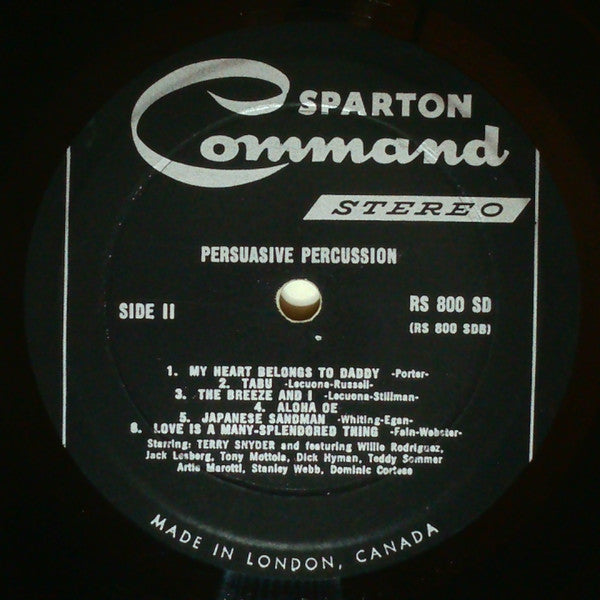 SPARTON
Command
STEREO
PERSUASIVE PERCUSSION
SIDE II
RS 800 SD
(RS 800 SDB)
1. MY HEART BELONGS TO DADDY -Porter-
2. TABU -Lecuona-Russell-
3. THE BREEZE AND I -Lecuona-Stillman-
4. ALOHA OE
5. JAPANESE SANDMAN -Whiting-Egan-
6. LOVE IS A MANY-SPLENDORED THING -Fain-Webster-
Starring: TERRY SNYDER and featuring Willie Rodriguez,
Jack Lesberg, Tony Mottola, Dick Hyman, Teddy Sommer
Artie Marotti, Stanley Webb, Dominic Cortese
MADE IN LONDON, CANADA